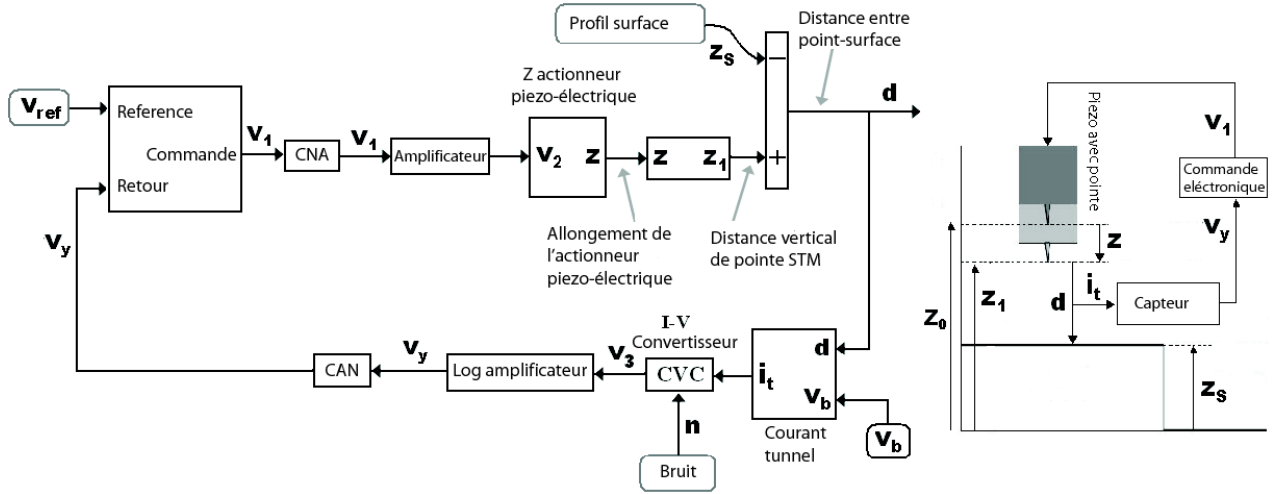 Profil surface
z_s
Distance entre
point-surface
Z actionneur
piezo-électrique
v_ref
Reference
Commande
Retour
v_1
CNA
v_1
Amplificateur
v_2
z
z
z_1
−
+
d
Allongement de
l'actionneur
piezo-électrique
Distance vertical
de pointe STM
v_y
CAN
v_y
Log amplificateur
v_3
I-V
Convertisseur
CVC
n
Bruit
i_t
d
v_b
Courant
tunnel
v_b
Piezo avec pointe
v_1
Commande
eléctronique
v_y
z
i_t
d
Capteur
z_0
z_1
z_s